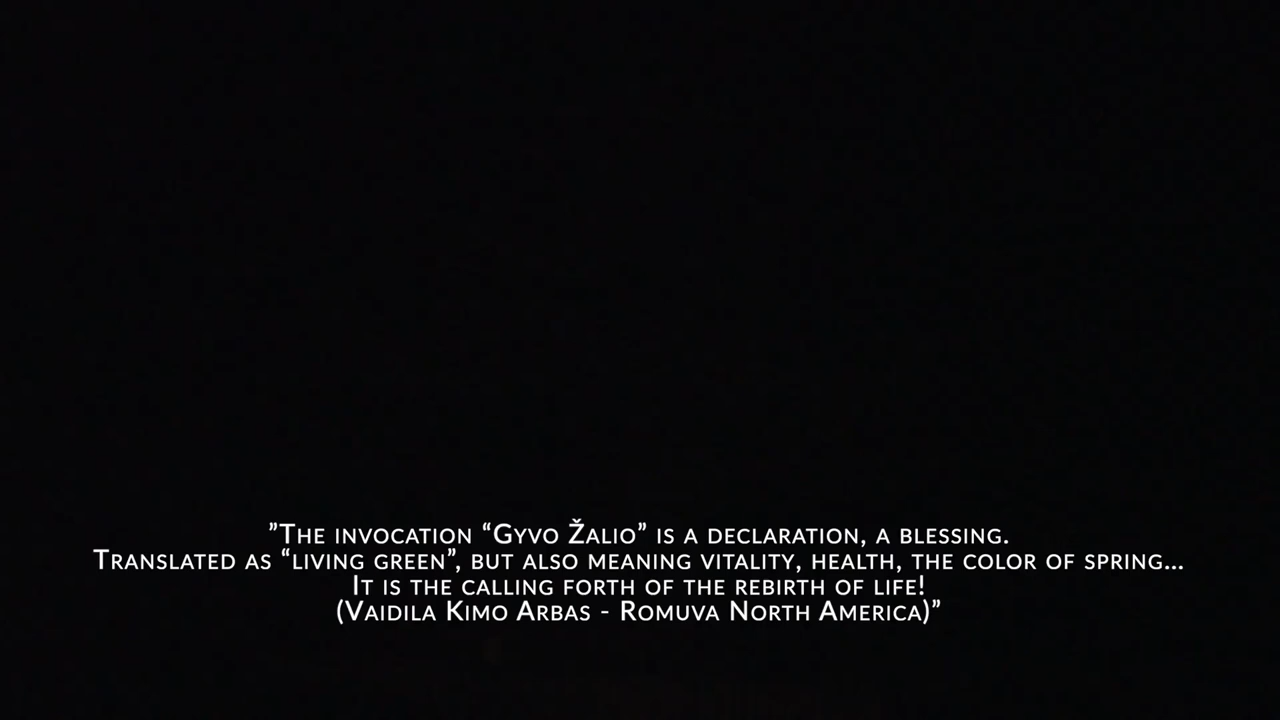 ”The invocation “Gyvo Žalio” is a declaration, a blessing.
Translated as “living green”, but also meaning vitality, health, the color of spring...
It is the calling forth of the rebirth of life!
(Vaidila Kimo Arbas - Romuva North America)”